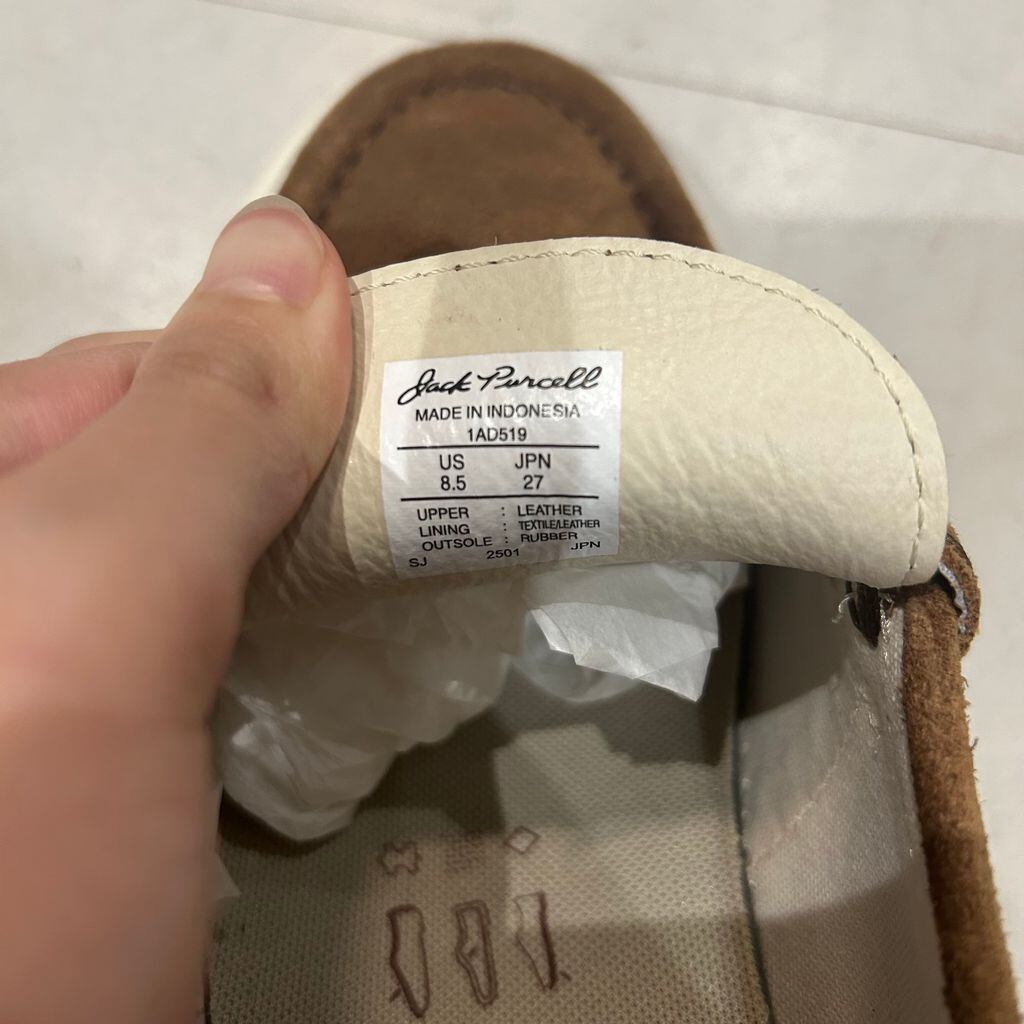 Jack Purcell
MADE IN INDONESIA
1AD519
US JPN
8.5 27
UPPER : LEATHER
LINING : TEXTILE/LEATHER
OUTSOLE : RUBBER
SJ 2501 JPN